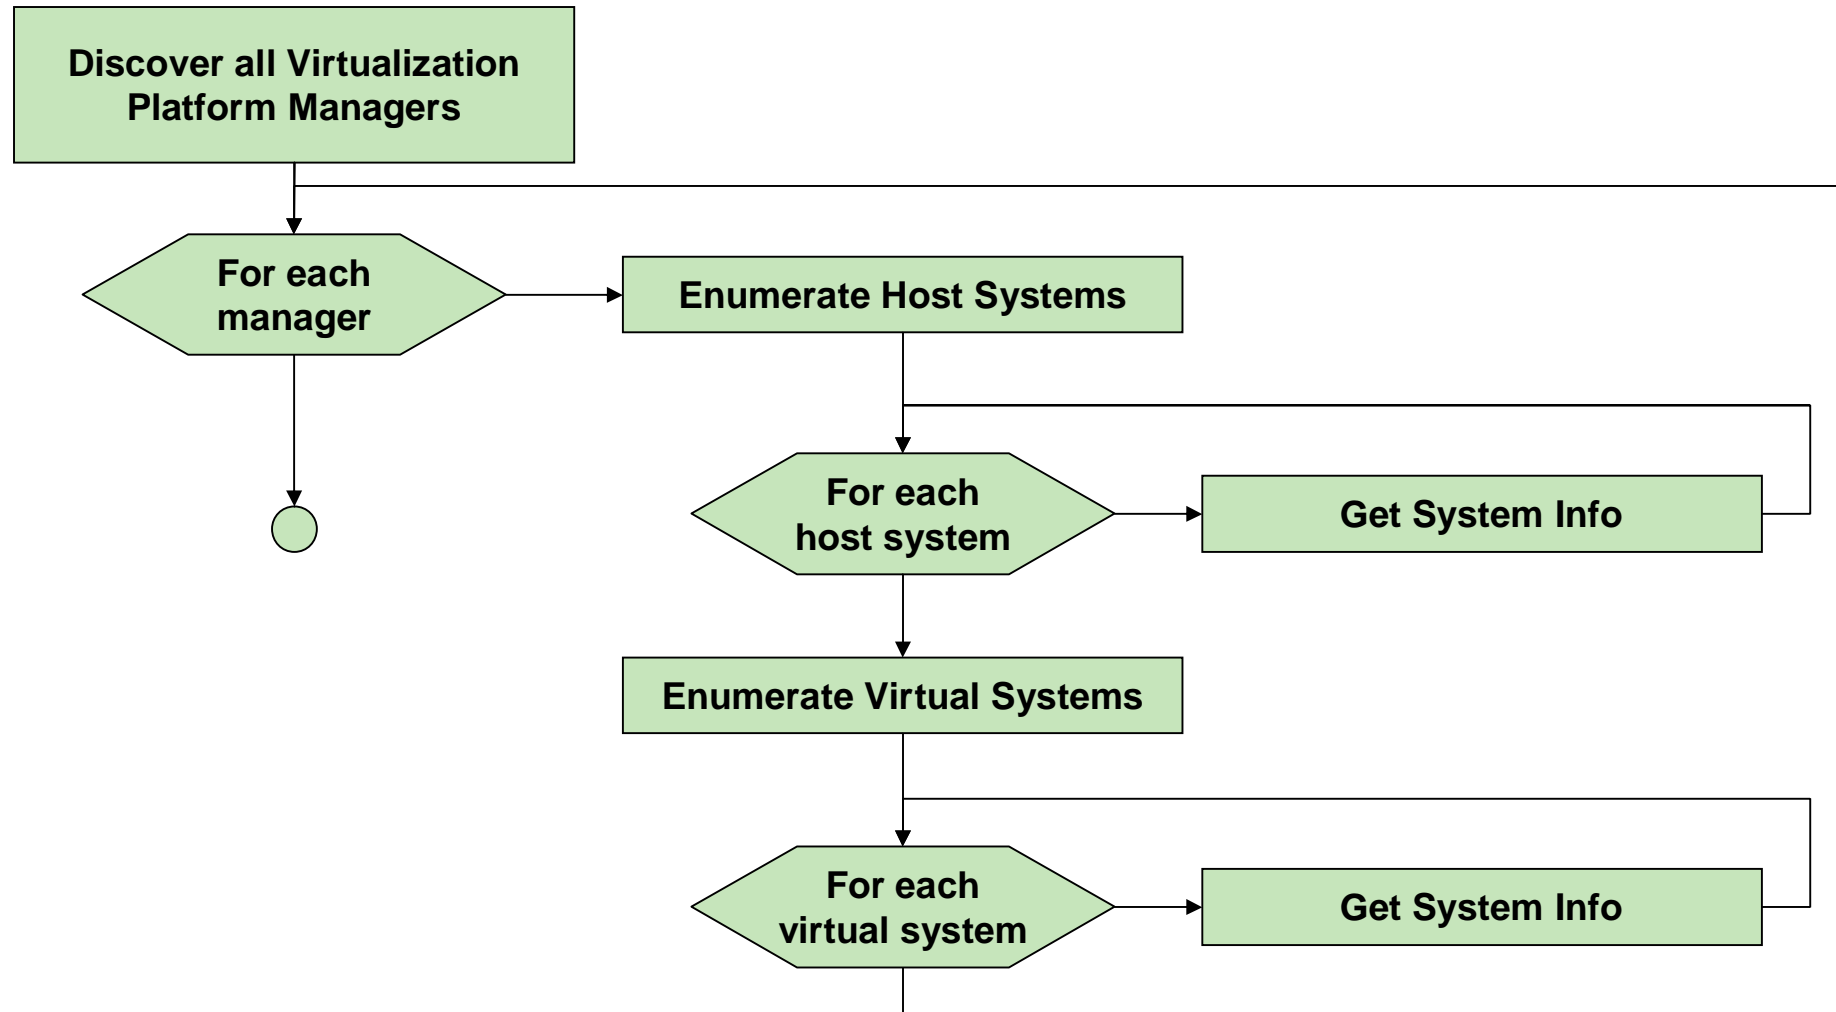 Discover all Virtualization
Platform Managers
For each
manager
Enumerate Host Systems
For each
host system
Get System Info
Enumerate Virtual Systems
For each
virtual system
Get System Info